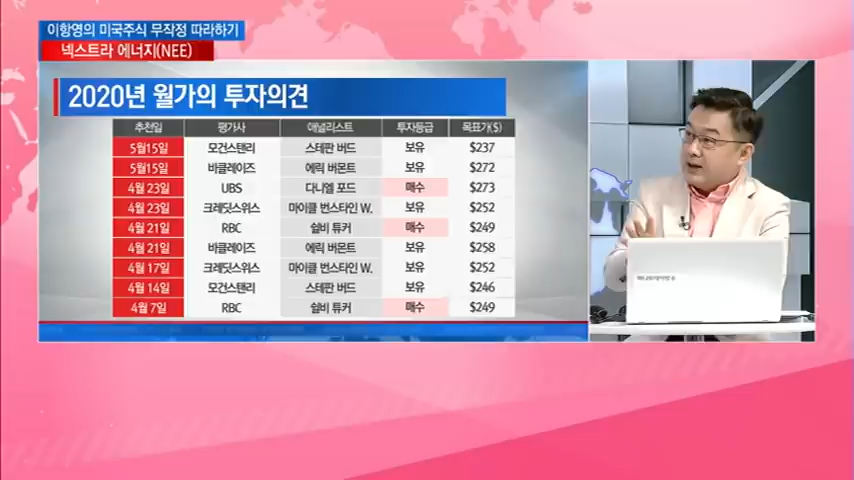 이항영의 미국주식 무작정 따라하기
넥스트라 에너지(NEE)
2020년 월가의 투자의견
추천일 평가사 애널리스트 투자등급 목표가($)
5월15일 모건스탠리 스테판 버드 보유 $237
5월15일 바클레이즈 에릭 버몬트 보유 $272
4월 23일 UBS 다니엘 포드 매수 $273
4월 23일 크레딧스위스 마이클 번스타인 W. 보유 $252
4월 21일 RBC 쉘비 튜커 매수 $249
4월 21일 바클레이즈 에릭 버몬트 보유 $258
4월 17일 크레딧스위스 마이클 번스타인 W. 보유 $252
4월 14일 모건스탠리 스테판 버드 보유 $246
4월 7일 RBC 쉘비 튜커 매수 $249